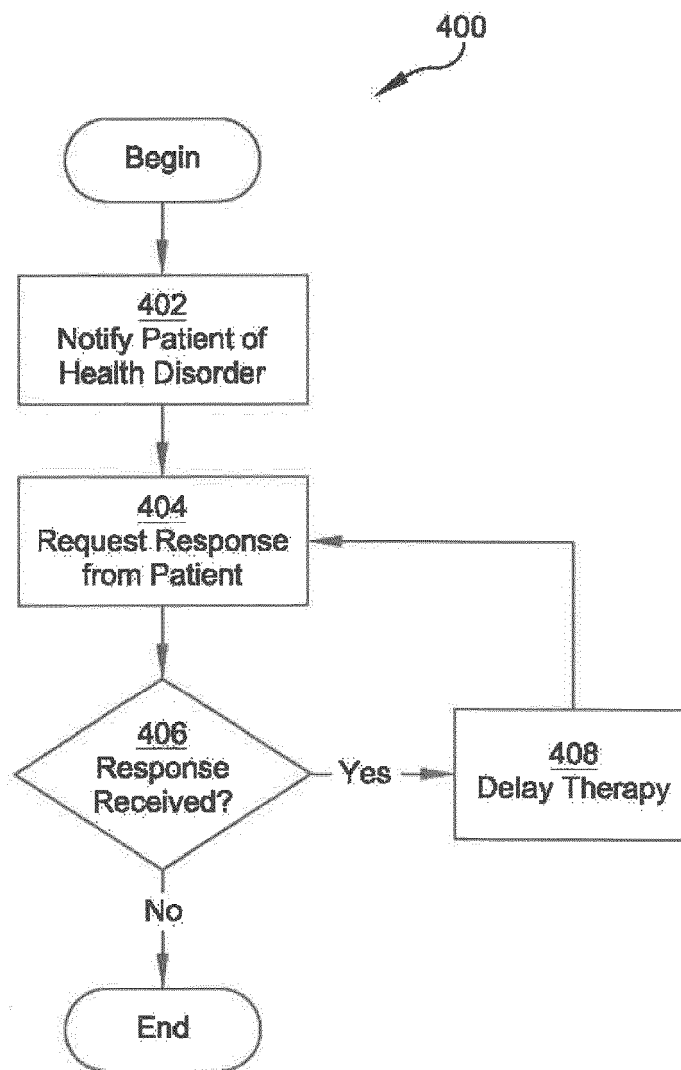 400
Begin
402
Notify Patient of
Health Disorder
404
Request Response
from Patient
406
Response
Received?
Yes
408
Delay Therapy
No
End